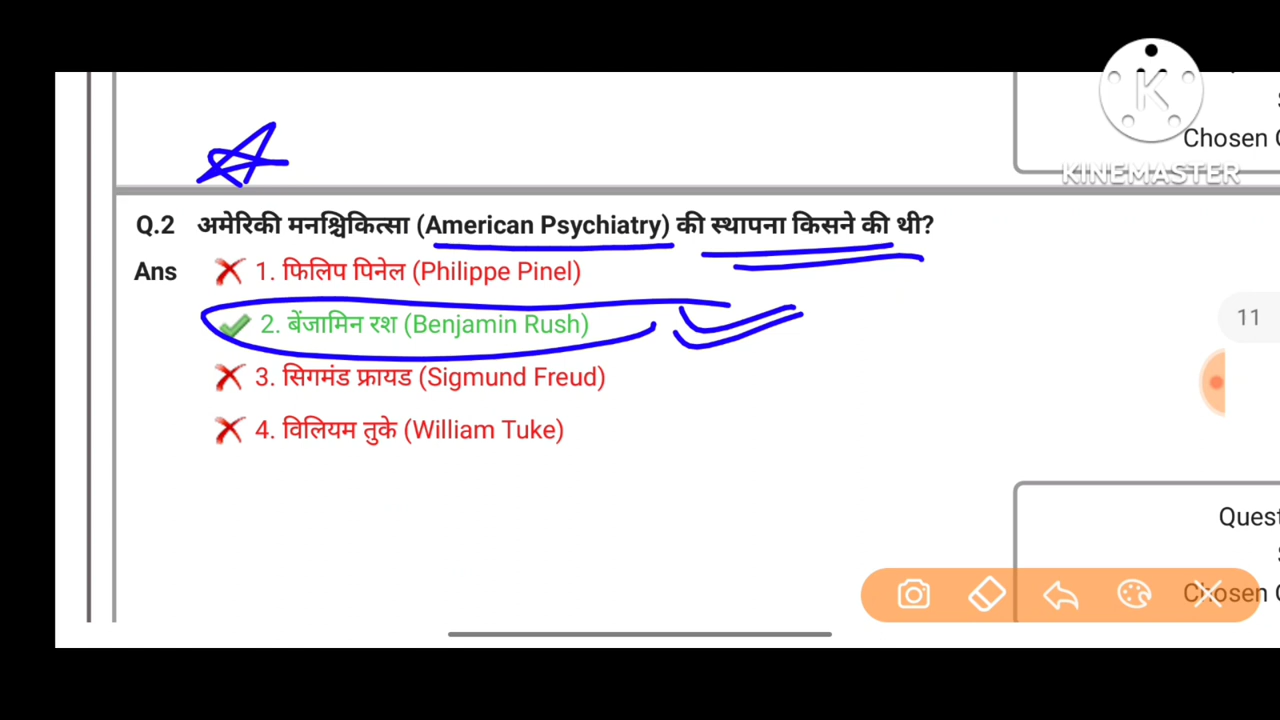 Chosen
KINEMASTER
Q.2 अमेरिकी मनश्चिकित्सा (American Psychiatry) की स्थापना किसने की थी?
Ans 1. फिलिप पिनेल (Philippe Pinel)
2. बेंजामिन रश (Benjamin Rush)
11
3. सिगमंड फ्रायड (Sigmund Freud)
4. विलियम तुके (William Tuke)
Quest
Chosen